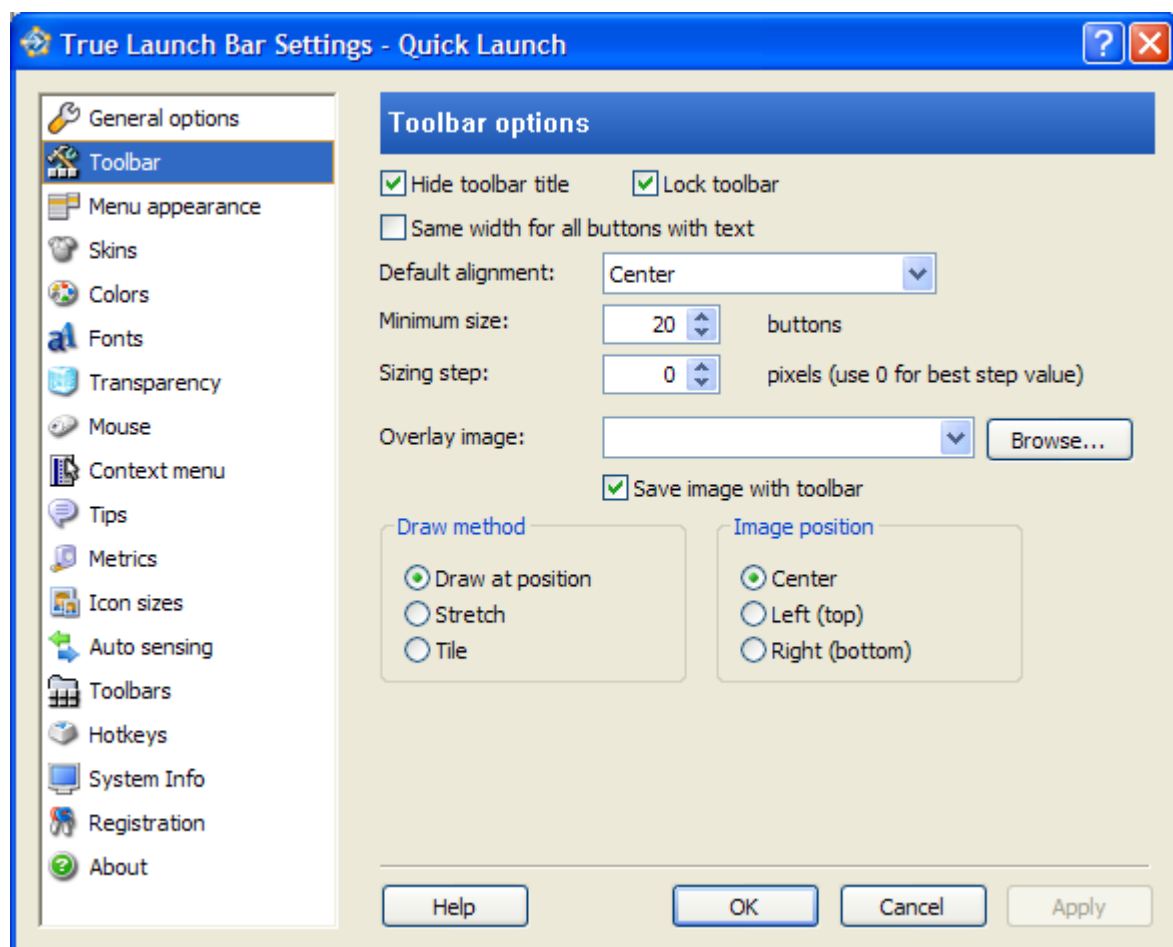 True Launch Bar Settings - Quick Launch
General options
Toolbar
Menu appearance
Skins
Colors
Fonts
Transparency
Mouse
Context menu
Tips
Metrics
Icon sizes
Auto sensing
Toolbars
Hotkeys
System Info
Registration
About
Toolbar options
Hide toolbar title Lock toolbar
Same width for all buttons with text
Default alignment: Center
Minimum size: 20 buttons
Sizing step: 0 pixels (use 0 for best step value)
Overlay image: Browse...
Save image with toolbar
Draw method
Draw at position
Stretch
Tile
Image position
Center
Left (top)
Right (bottom)
Help OK Cancel Apply